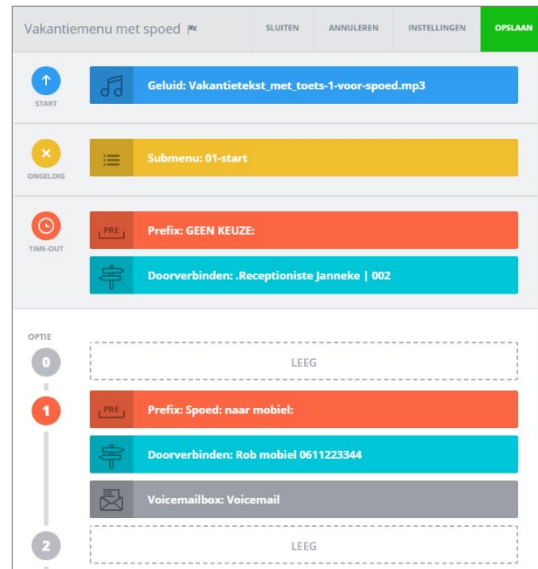 Vakantiemenu met spoed
SLUITEN
ANNULEREN
INSTELLINGEN
OPSLAAN
START
Geluid: Vakantietekst_met_toets-1-voor-spoed.mp3
ONGELDIG
Submenu: 01-start
TIME-OUT
PRE
Prefix: GEEN KEUZE:
Doorverbinden: .Receptioniste Janneke | 002
OPTIE
0
LEEG
1
PRE
Prefix: Spoed: naar mobiel:
Doorverbinden: Rob mobiel 0611223344
Voicemailbox: Voicemail
2
LEEG